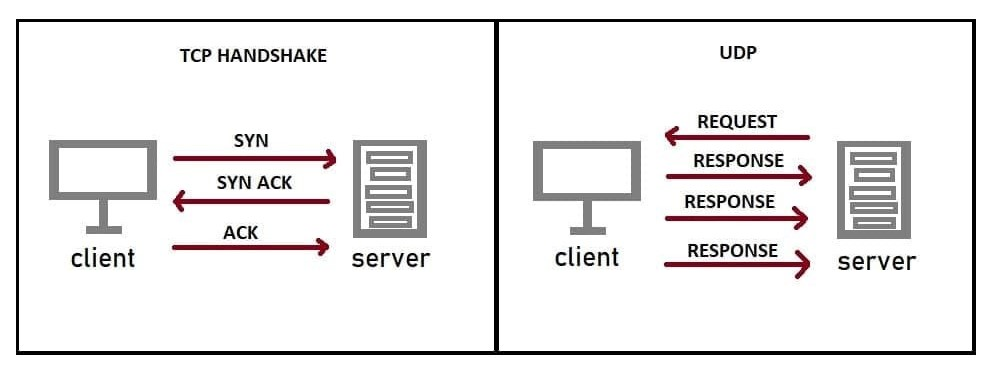 TCP HANDSHAKE
SYN
SYN ACK
ACK
client
server
UDP
REQUEST
RESPONSE
RESPONSE
RESPONSE
client
server